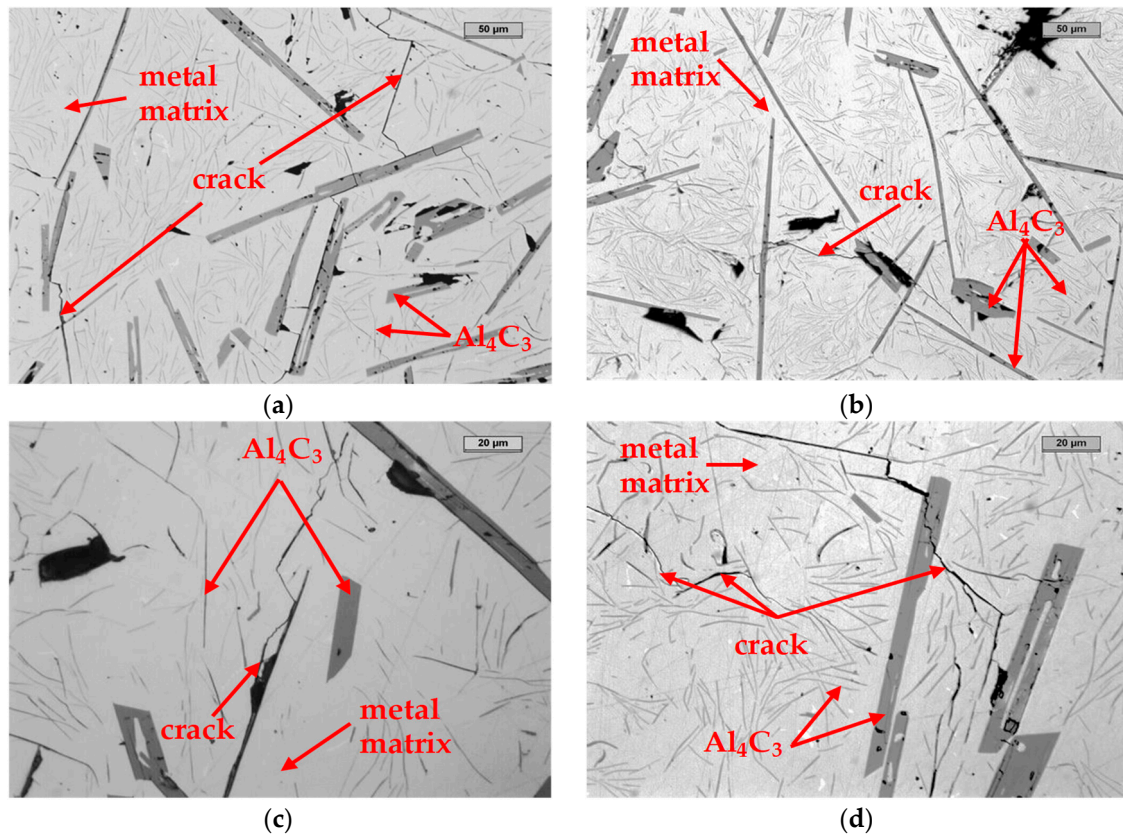 50 μm
metal
matrix
crack
Al₄C₃
(a)
50 μm
metal
matrix
crack
Al₄C₃
(b)
20 μm
Al₄C₃
crack
metal
matrix
(c)
20 μm
metal
matrix
crack
Al₄C₃
(d)